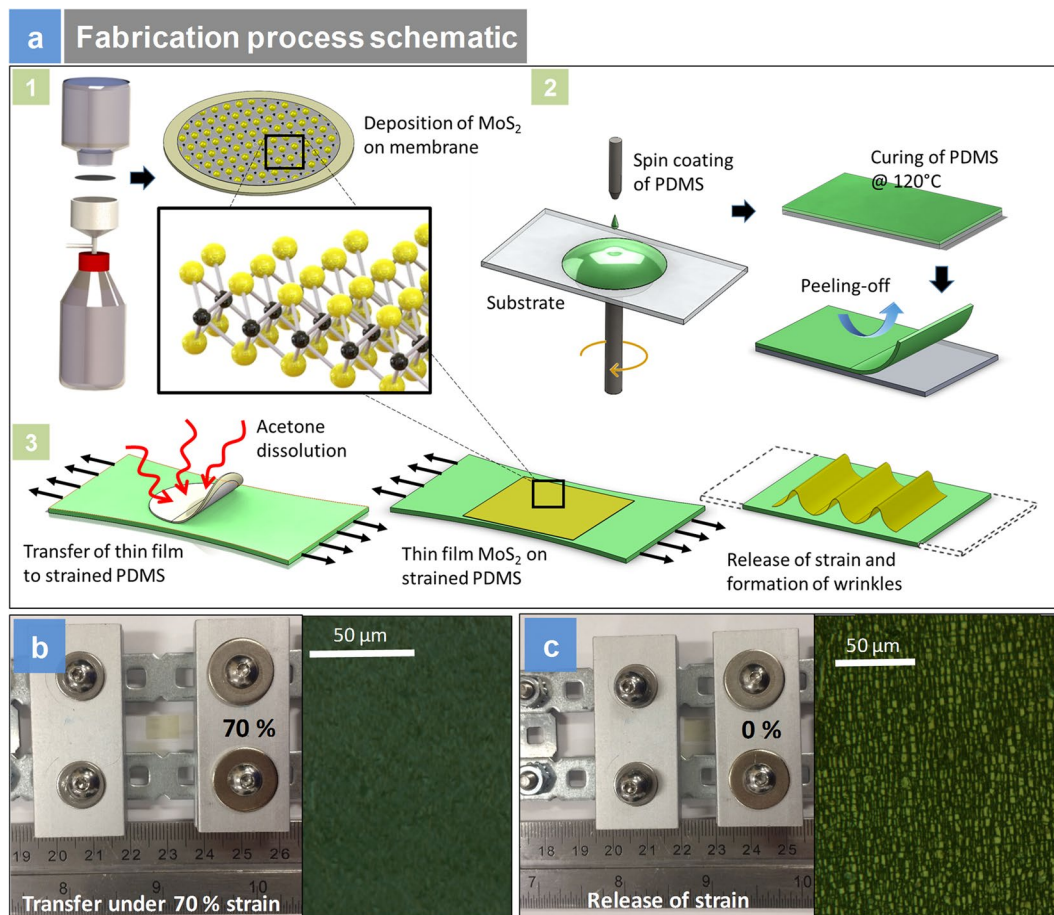 a Fabrication process schematic
1
Deposition of MoS₂
on membrane
2
Spin coating
of PDMS
Substrate
Curing of PDMS
@ 120°C
Peeling-off
3
Acetone
dissolution
Transfer of thin film
to strained PDMS
Thin film MoS₂ on
strained PDMS
Release of strain and
formation of wrinkles
b
70 %
50 µm
19 20 21 22 23 24 25 26
8 9 10
Transfer under 70 % strain
c
0 %
50 µm
18 19 20 21 22 23 24 25
7 8 9 10
Release of strain